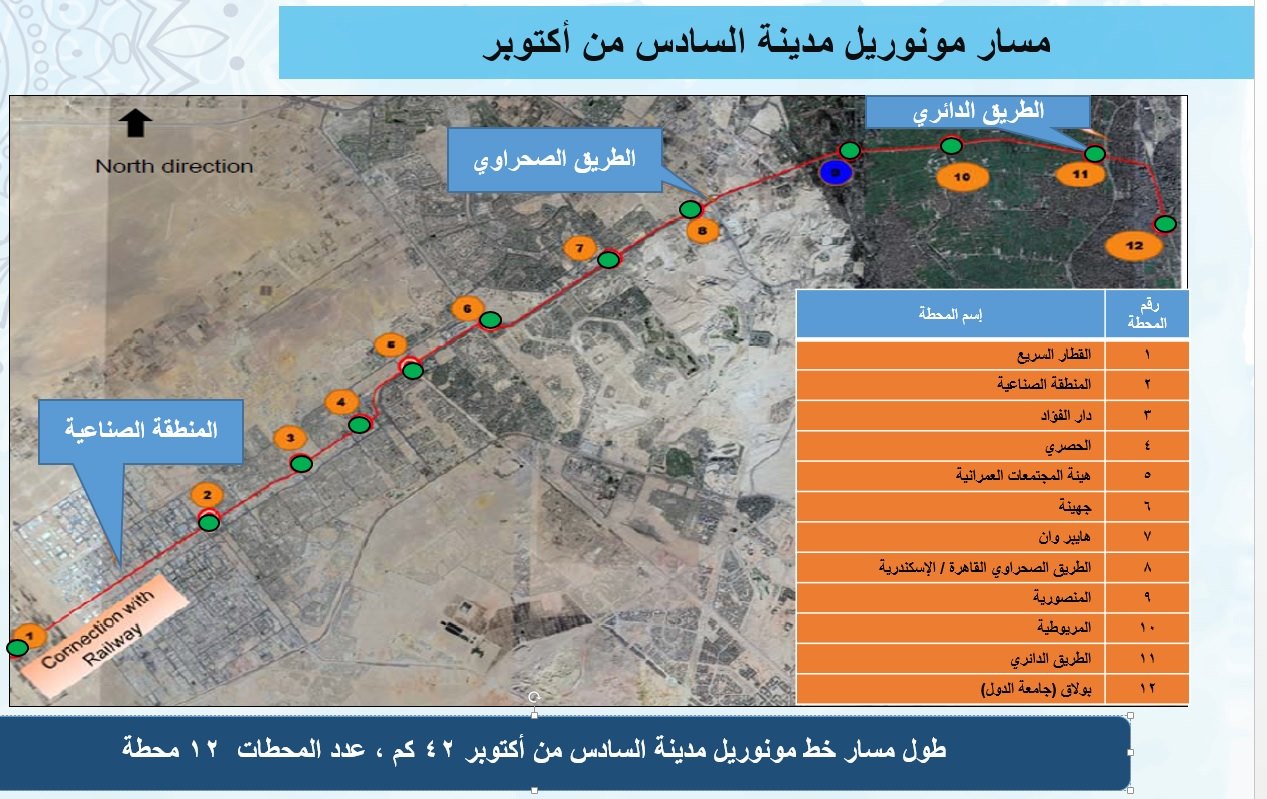 مسار مونوريل مدينة السادس من أكتوبر
North direction
الطريق الصحراوي
الطريق الدائري
المنطقة الصناعية
Connection with
Railway
1
2
3
4
5
6
7
8
9
10
11
12
رقم المحطة إسم المحطة
١ القطار السريع
٢ المنطقة الصناعية
٣ دار الفؤاد
٤ الحصري
٥ هيئة المجتمعات العمرانية
٦ جهينة
٧ هايبر وان
٨ الطريق الصحراوي القاهرة / الإسكندرية
٩ المنصورية
١٠ المريوطية
١١ الطريق الدائري
١٢ بولاق (جامعة الدول)
طول مسار خط مونوريل مدينة السادس من أكتوبر ٤٢ كم ، عدد المحطات ١٢ محطة